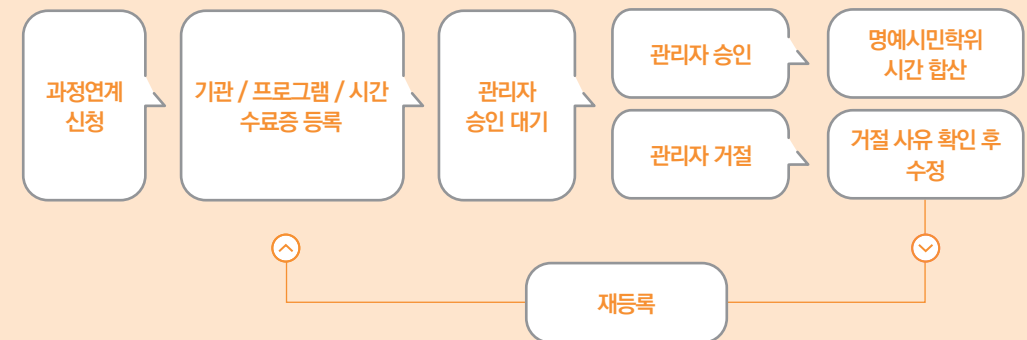 과정연계
신청
기관 / 프로그램 / 시간
수료증 등록
관리자
승인 대기
관리자 승인
명예시민학위
시간 합산
관리자 거절
거절 사유 확인 후
수정
재등록